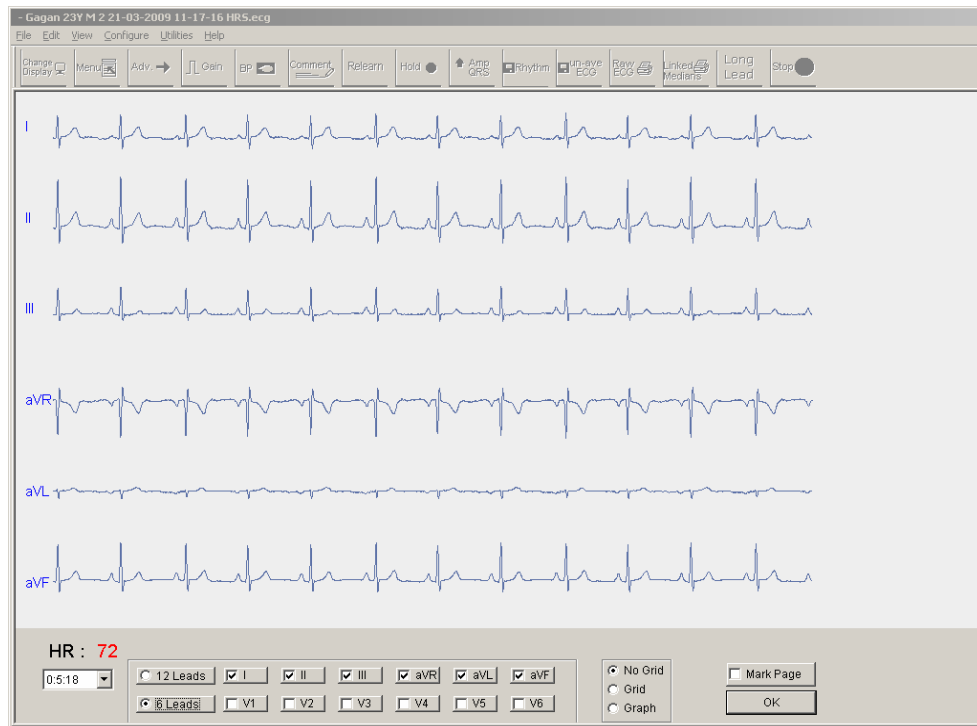 - Gagan 23Y M 2 21-03-2009 11-17-16 HRS.ecg
File Edit View Configure Utilities Help
Change Display Menu Adv. Gain BP Comment Relearn Hold Amp QRS Rhythm un-ave ECG Raw ECG Linked Medians Long Lead Stop
I
II
III
aVR
aVL
aVF
HR : 72
0:5:18 12 Leads I II III aVR aVL aVF No Grid Mark Page
Grid
6 Leads V1 V2 V3 V4 V5 V6 Graph OK